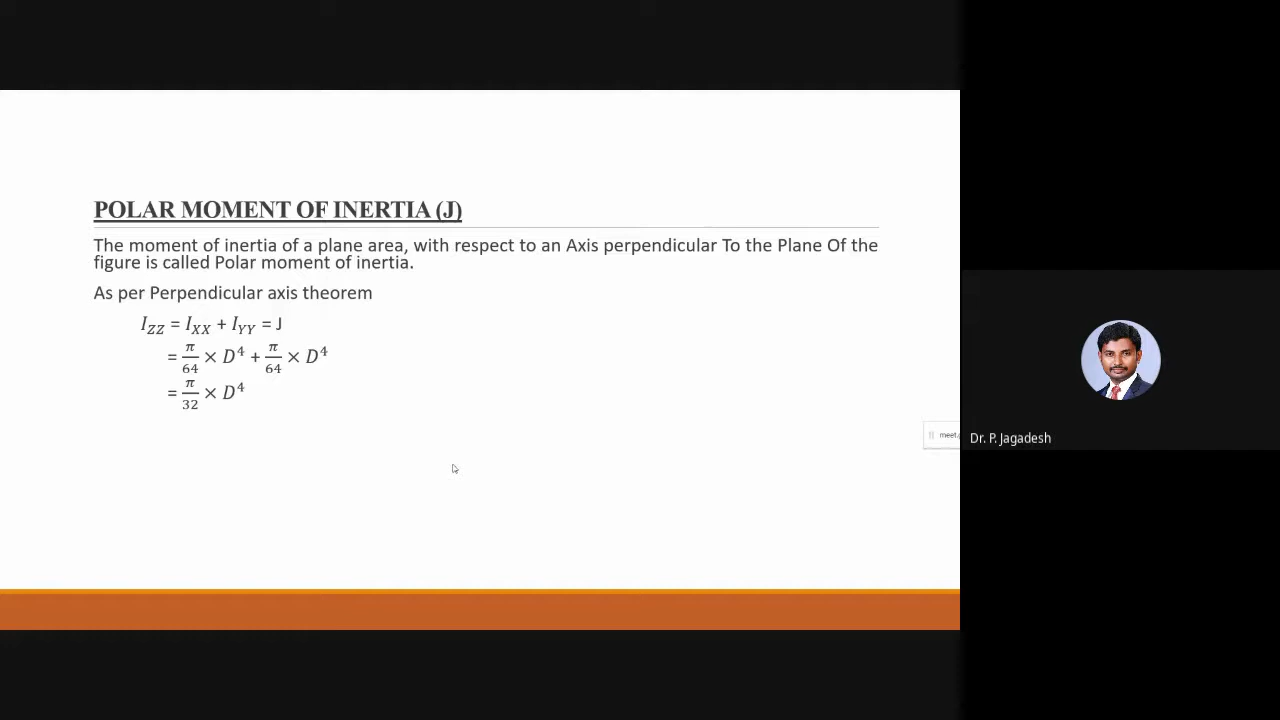 POLAR MOMENT OF INERTIA (J)
The moment of inertia of a plane area, with respect to an Axis perpendicular To the Plane Of the
figure is called Polar moment of inertia.
As per Perpendicular axis theorem
I_ZZ = I_XX + I_YY = J
= π/64 × D⁴ + π/64 × D⁴
= π/32 × D⁴
meet.
Dr. P. Jagadesh